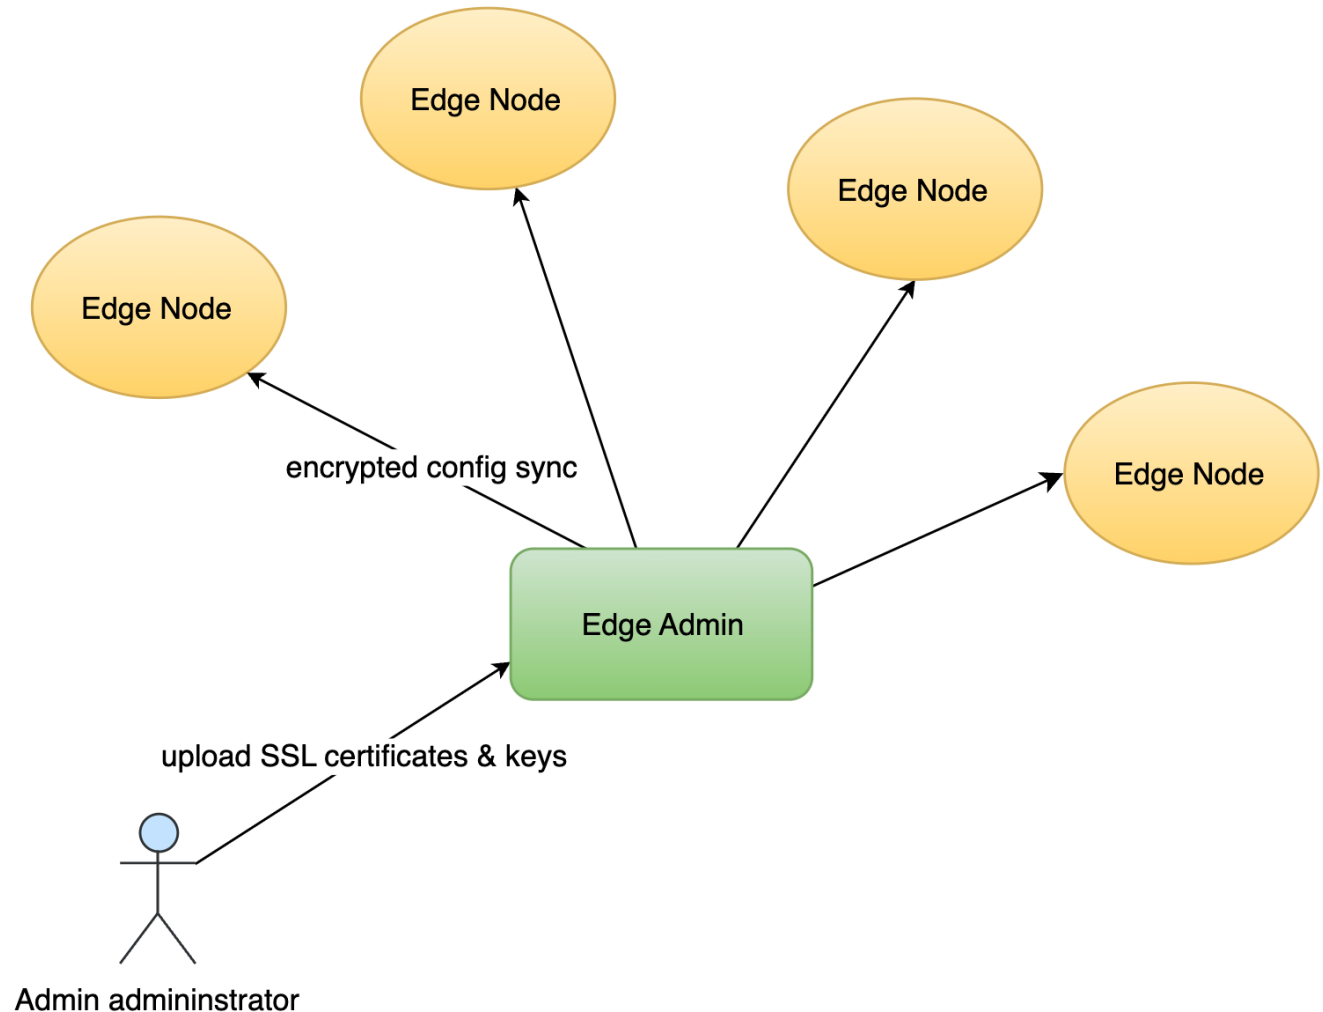 Edge Node
Edge Node
Edge Node
Edge Node
encrypted config sync
Edge Admin
upload SSL certificates & keys
Admin admininstrator